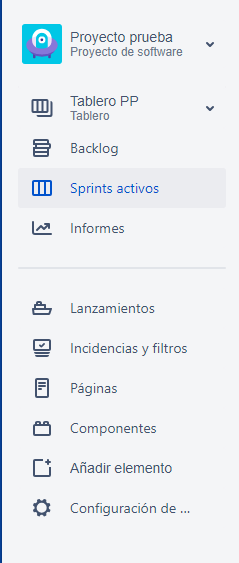 Proyecto prueba
Proyecto de software
Tablero PP
Tablero
Backlog
Sprints activos
Informes
Lanzamientos
Incidencias y filtros
Páginas
Componentes
Añadir elemento
Configuración de ...